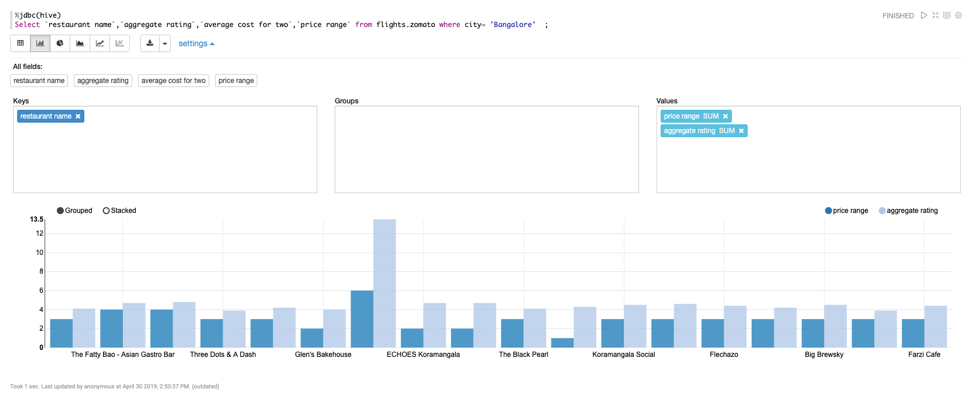 %jdbc(hive)
FINISHED
Select `restaurant name`,`aggregate rating`,`average cost for two`,`price range` from flights.zomato where city= "Bangalore"  ;
settings
All fields:
restaurant name aggregate rating average cost for two price range
Keys Groups Values
restaurant name ✖ price range SUM ✖
aggregate rating SUM ✖
Grouped Stacked price range aggregate rating
13.5
12
10
8
6
4
2
0
The Fatty Bao - Asian Gastro Bar Three Dots & A Dash Glen's Bakehouse ECHOES Koramangala The Black Pearl Koramangala Social Flechazo Big Brewsky Farzi Cafe
Took 1 sec. Last updated by anonymous at April 30 2019, 2:50:37 PM. (outdated)